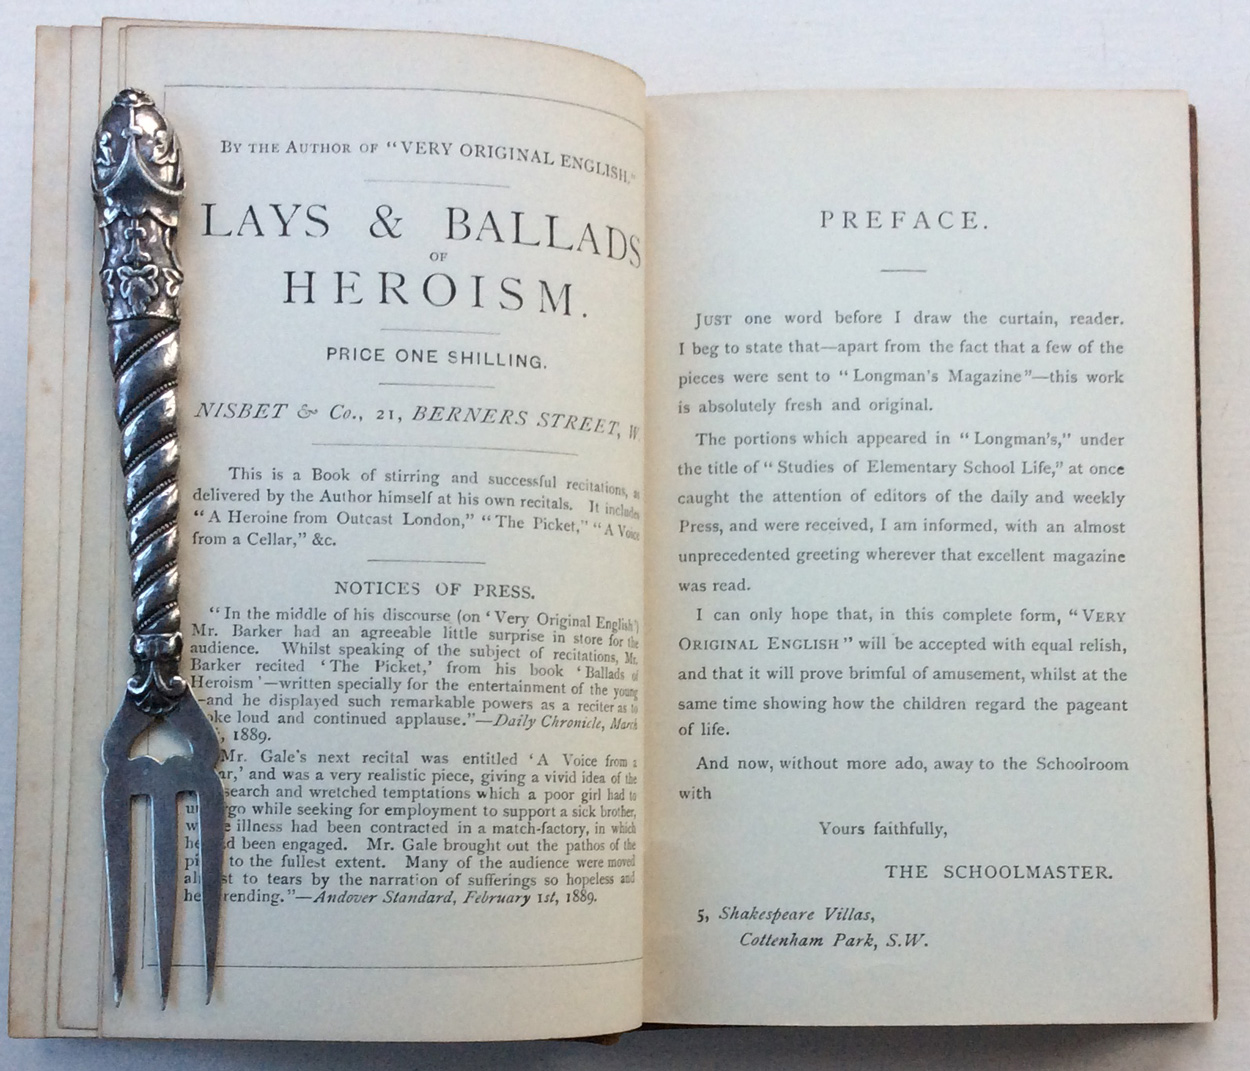 BY THE AUTHOR OF "VERY ORIGINAL ENGLISH."
LAYS & BALLADS
OF
HEROISM.
PRICE ONE SHILLING.
NISBET & Co., 21, BERNERS STREET, W.
This is a Book of stirring and successful recitations, as
delivered by the Author himself at his own recitals. It includes
"A Heroine from Outcast London," "The Picket," "A Voice
from a Cellar," &c.
NOTICES OF PRESS.
"In the middle of his discourse (on 'Very Original English')
Mr. Barker had an agreeable little surprise in store for the
audience. Whilst speaking of the subject of recitations, Mr.
Barker recited 'The Picket,' from his book 'Ballads of
Heroism'—written specially for the entertainment of the young
—and he displayed such remarkable powers as a reciter as to
loud and continued applause."—Daily Chronicle, March
, 1889.
Mr. Gale's next recital was entitled 'A Voice from a
and was a very realistic piece, giving a vivid idea of the
search and wretched temptations which a poor girl had to
while seeking for employment to support a sick brother,
illness had been contracted in a match-factory, in which
been engaged. Mr. Gale brought out the pathos of the
to the fullest extent. Many of the audience were moved
to tears by the narration of sufferings so hopeless and
rending."—Andover Standard, February 1st, 1889.
PREFACE.
JUST one word before I draw the curtain, reader.
I beg to state that—apart from the fact that a few of the
pieces were sent to "Longman's Magazine"—this work
is absolutely fresh and original.
The portions which appeared in "Longman's," under
the title of "Studies of Elementary School Life," at once
caught the attention of editors of the daily and weekly
Press, and were received, I am informed, with an almost
unprecedented greeting wherever that excellent magazine
was read.
I can only hope that, in this complete form, "VERY
ORIGINAL ENGLISH" will be accepted with equal relish,
and that it will prove brimful of amusement, whilst at the
same time showing how the children regard the pageant
of life.
And now, without more ado, away to the Schoolroom
with
Yours faithfully,
THE SCHOOLMASTER.
5, Shakespeare Villas,
Cottenham Park, S.W.